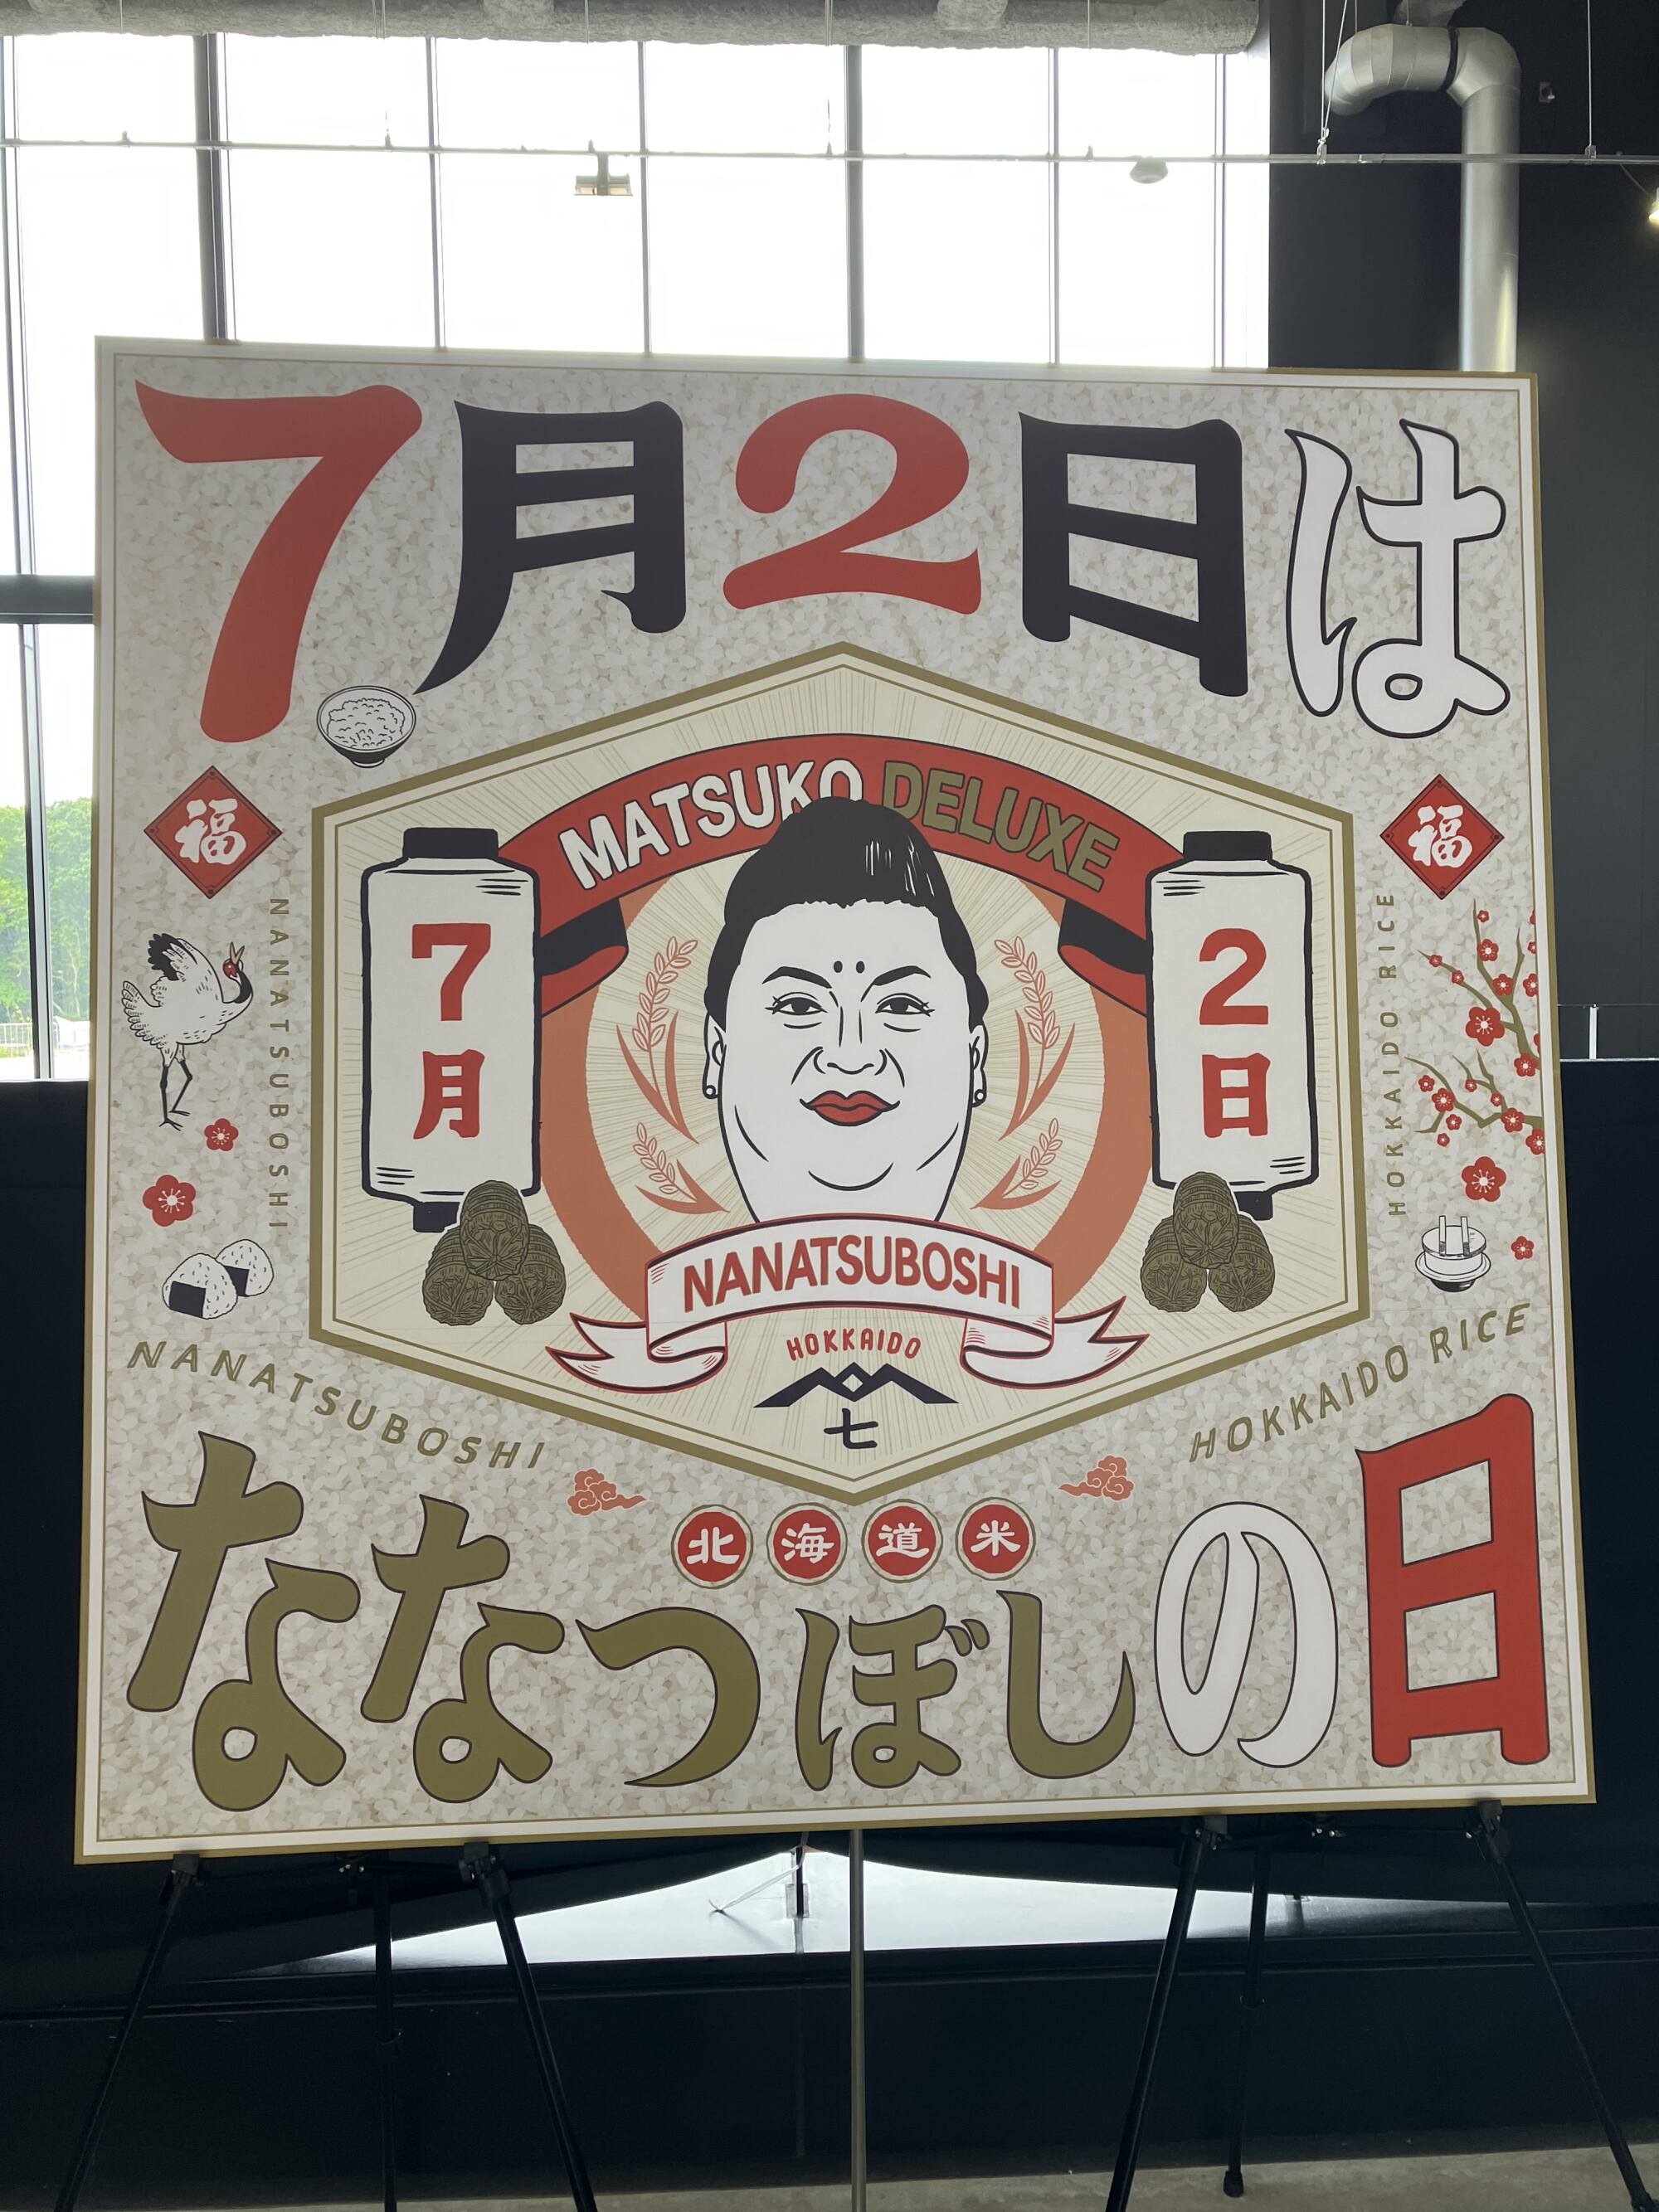 7月2日は
福
福
MATSUKO DELUXE
7月
2日
NANATSUBOSHI
HOKKAIDO RICE
NANATSUBOSHI
HOKKAIDO
七
NANATSUBOSHI
HOKKAIDO RICE
北海道米
ななつぼしの日